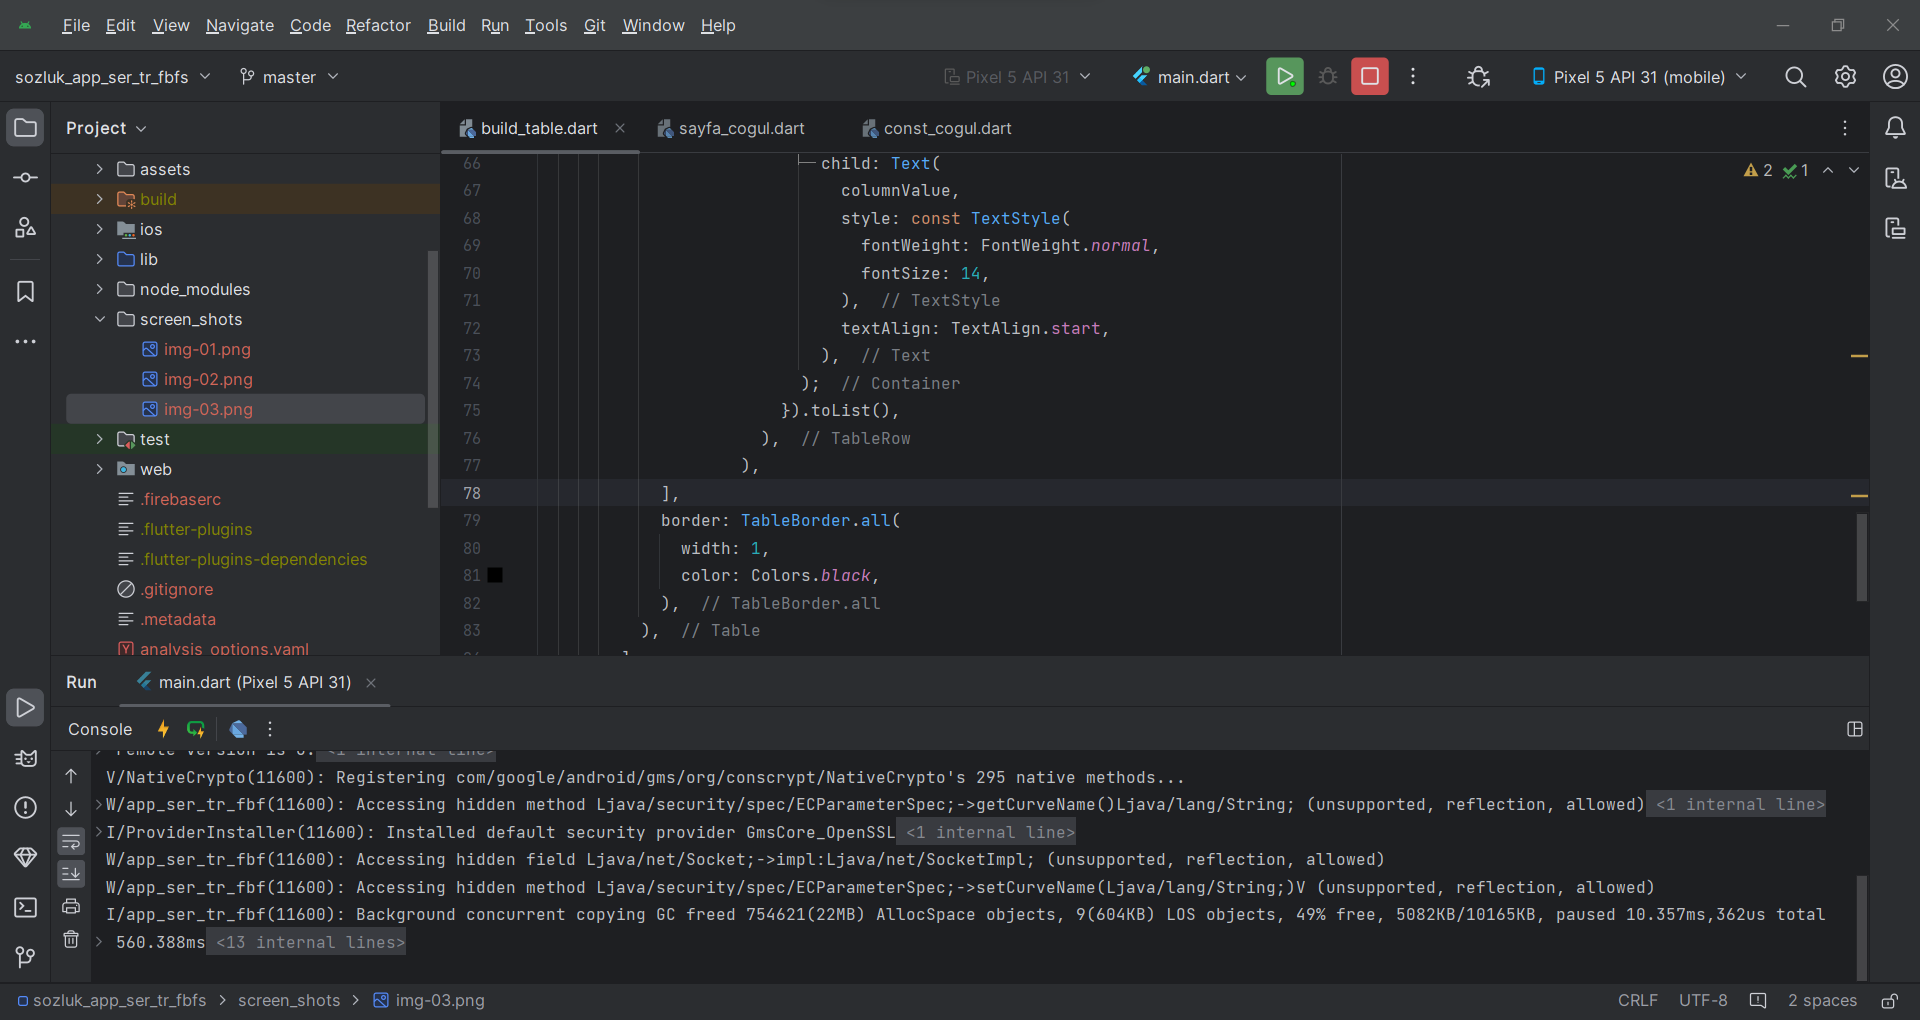 File Edit View Navigate Code Refactor Build Run Tools Git Window Help
sozluk_app_ser_tr_fbfs master Pixel 5 API 31 main.dart Pixel 5 API 31 (mobile)
Project
assets
build
ios
lib
node_modules
screen_shots
img-01.png
img-02.png
img-03.png
test
web
.firebaserc
.flutter-plugins
.flutter-plugins-dependencies
.gitignore
.metadata
analysis_options.yaml
build_table.dart sayfa_cogul.dart const_cogul.dart
2 1
66 child: Text(
67 columnValue,
68 style: const TextStyle(
69 fontWeight: FontWeight.normal,
70 fontSize: 14,
71 ), // TextStyle
72 textAlign: TextAlign.start,
73 ), // Text
74 ); // Container
75 }).toList(),
76 ), // TableRow
77 ),
78 ],
79 border: TableBorder.all(
80 width: 1,
81 color: Colors.black,
82 ), // TableBorder.all
83 ), // Table
Run main.dart (Pixel 5 API 31)
Console
remote version is 0. <1 internal line>
V/NativeCrypto(11600): Registering com/google/android/gms/org/conscrypt/NativeCrypto's 295 native methods...
W/app_ser_tr_fbf(11600): Accessing hidden method Ljava/security/spec/ECParameterSpec;->getCurveName()Ljava/lang/String; (unsupported, reflection, allowed) <1 internal line>
I/ProviderInstaller(11600): Installed default security provider GmsCore_OpenSSL <1 internal line>
W/app_ser_tr_fbf(11600): Accessing hidden field Ljava/net/Socket;->impl:Ljava/net/SocketImpl; (unsupported, reflection, allowed)
W/app_ser_tr_fbf(11600): Accessing hidden method Ljava/security/spec/ECParameterSpec;->setCurveName(Ljava/lang/String;)V (unsupported, reflection, allowed)
I/app_ser_tr_fbf(11600): Background concurrent copying GC freed 754621(22MB) AllocSpace objects, 9(604KB) LOS objects, 49% free, 5082KB/10165KB, paused 10.357ms,362us total
560.388ms <13 internal lines>
sozluk_app_ser_tr_fbfs > screen_shots > img-03.png CRLF UTF-8 2 spaces